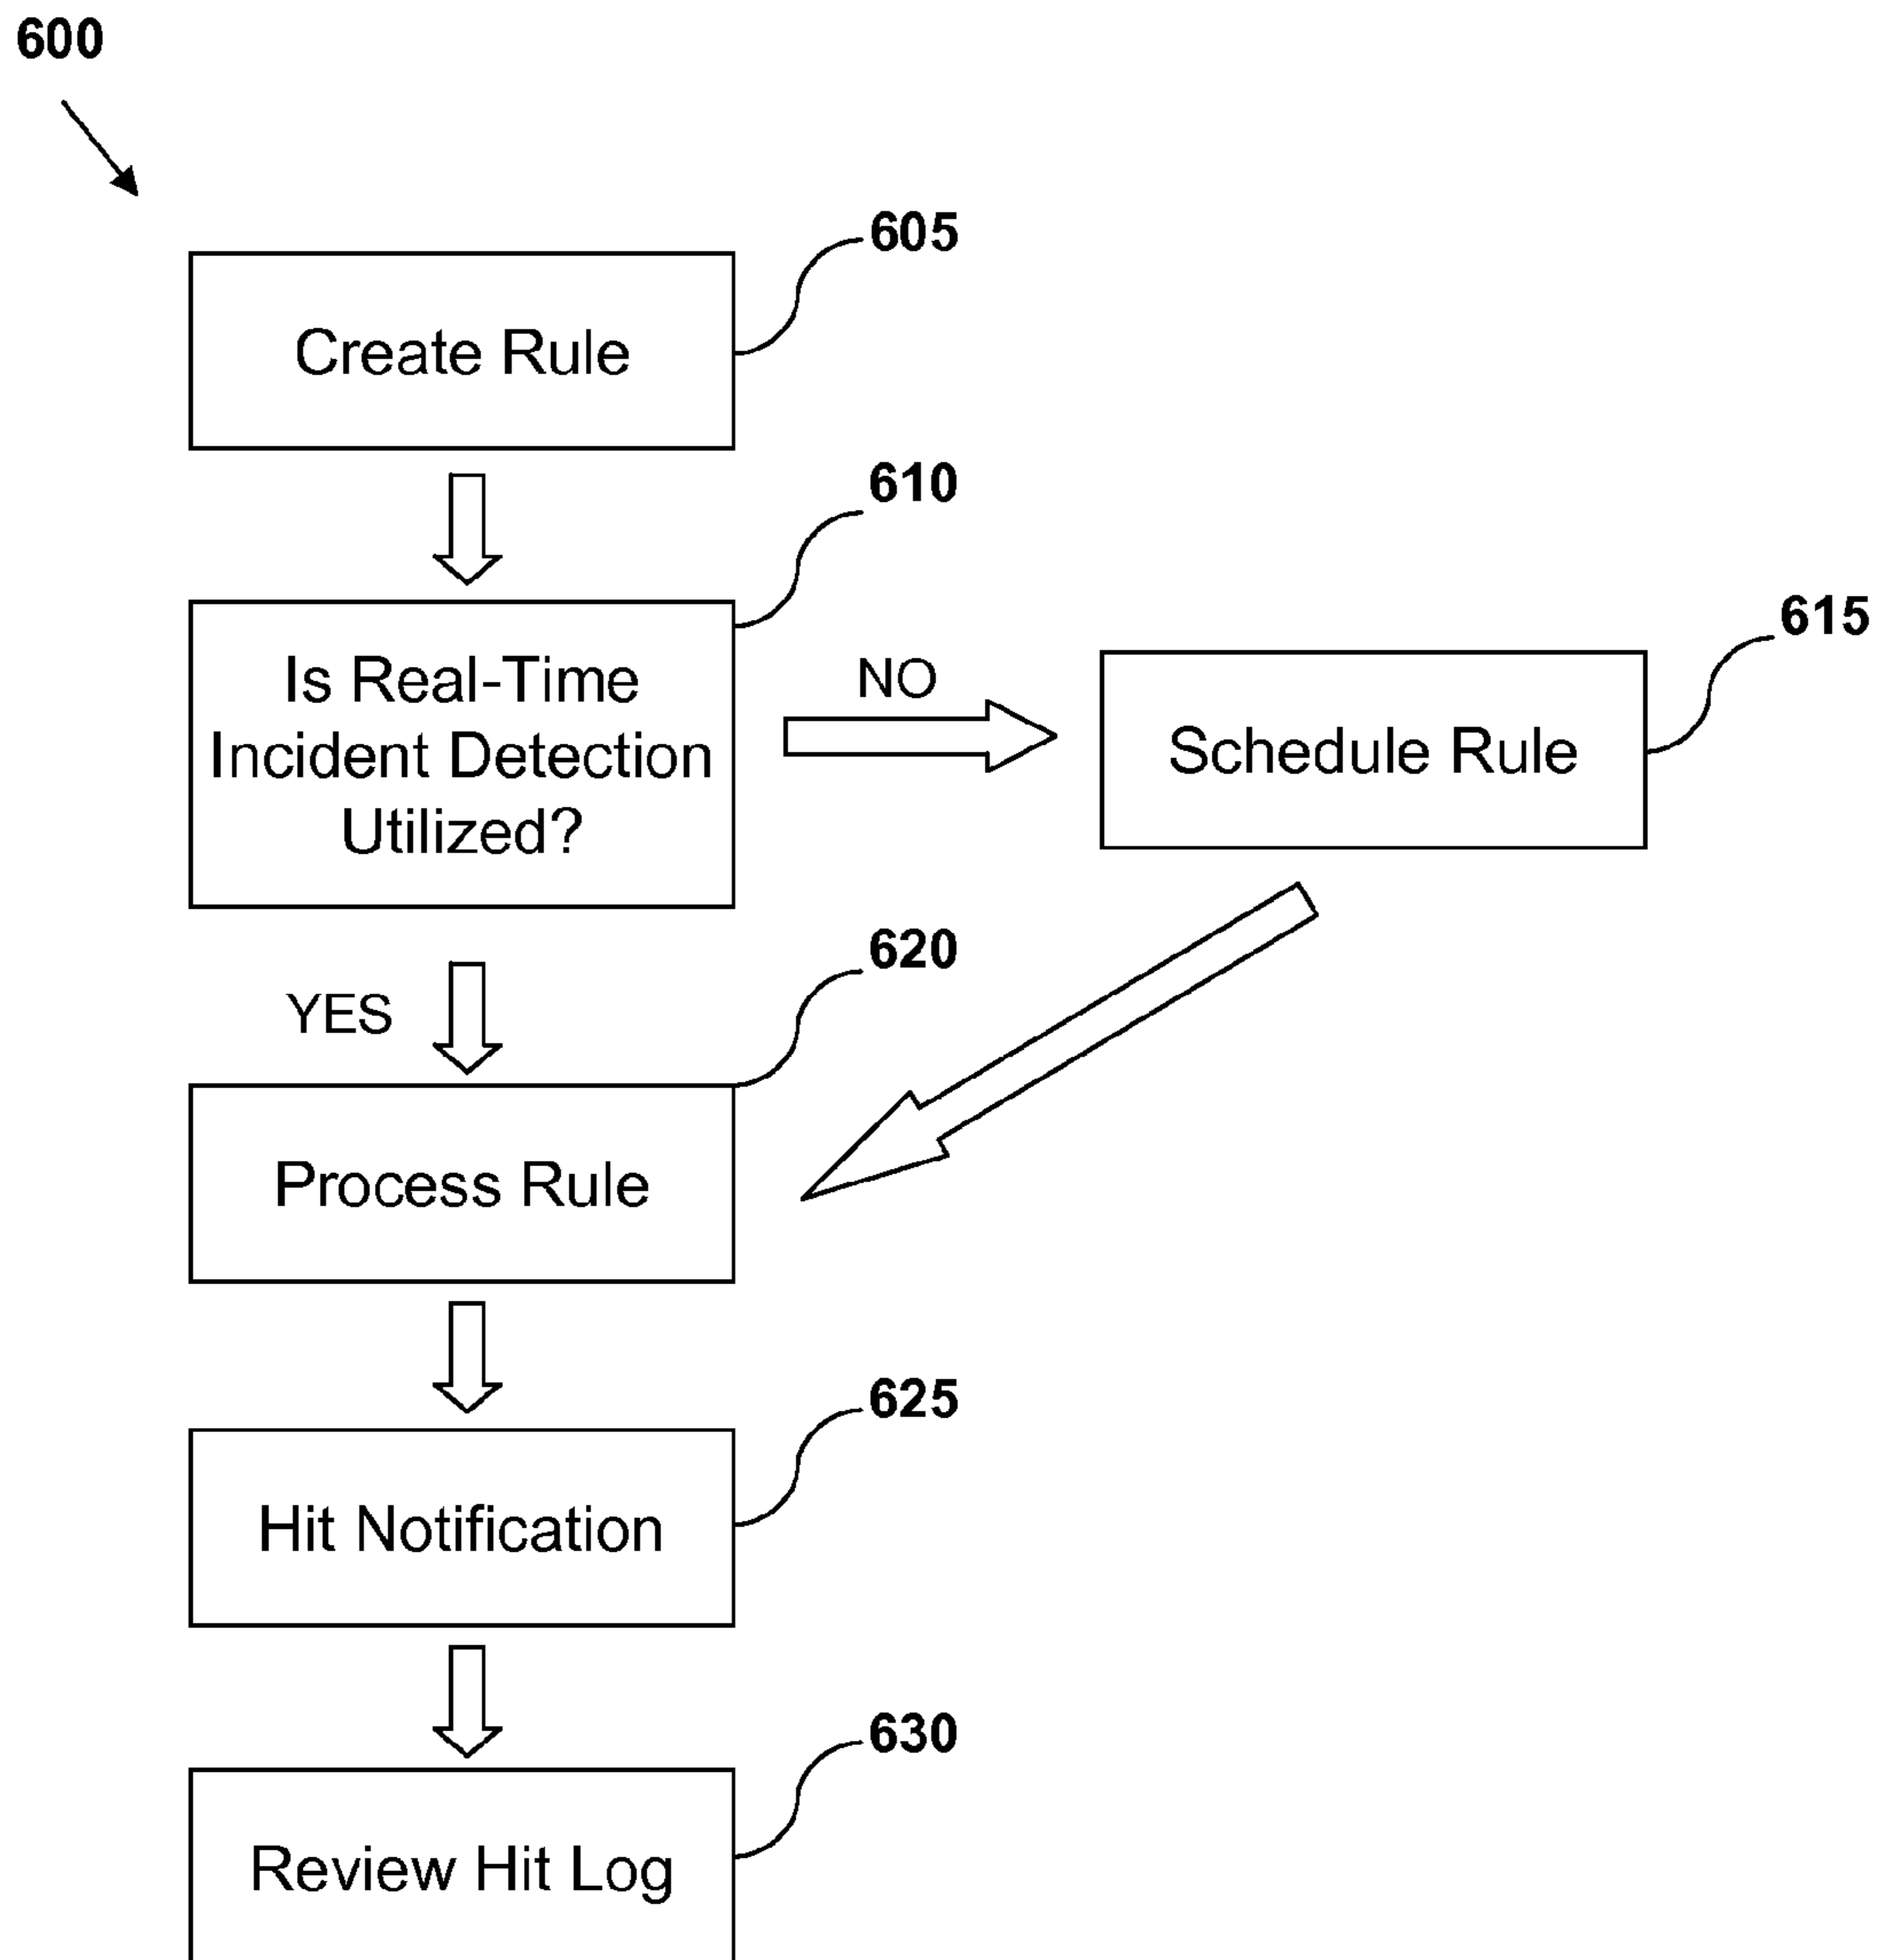 600
605
Create Rule
610
Is Real-Time
Incident Detection
Utilized?
NO
615
Schedule Rule
620
YES
Process Rule
625
Hit Notification
630
Review Hit Log